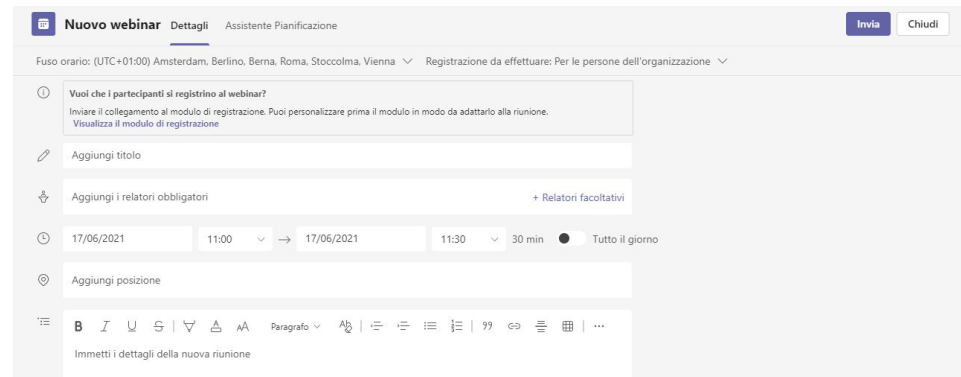 Nuovo webinar Dettagli Assistente Pianificazione Invia Chiudi
Fuso orario: (UTC+01:00) Amsterdam, Berlino, Berna, Roma, Stoccolma, Vienna Registrazione da effettuare: Per le persone dell'organizzazione
Vuoi che i partecipanti si registrino al webinar?
Inviare il collegamento al modulo di registrazione. Puoi personalizzare prima il modulo in modo da adattarlo alla riunione.
Visualizza il modulo di registrazione
Aggiungi titolo
Aggiungi i relatori obbligatori + Relatori facoltativi
17/06/2021 11:00 → 17/06/2021 11:30 30 min Tutto il giorno
Aggiungi posizione
B I U S A AA Paragrafo
Immetti i dettagli della nuova riunione